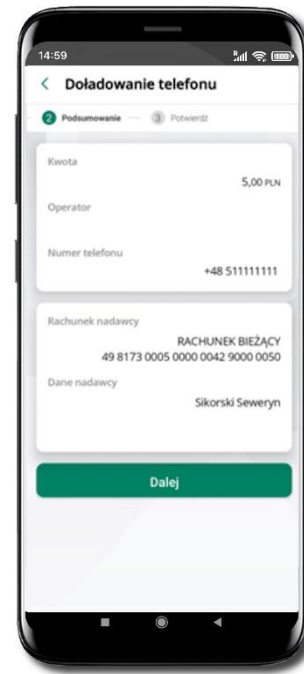 14:59
Doładowanie telefonu
2 Podsumowanie 3 Potwierdź
Kwota
5,00 PLN
Operator
Numer telefonu
+48 511111111
Rachunek nadawcy
RACHUNEK BIEŻĄCY
49 8173 0005 0000 0042 9000 0050
Dane nadawcy
Sikorski Seweryn
Dalej